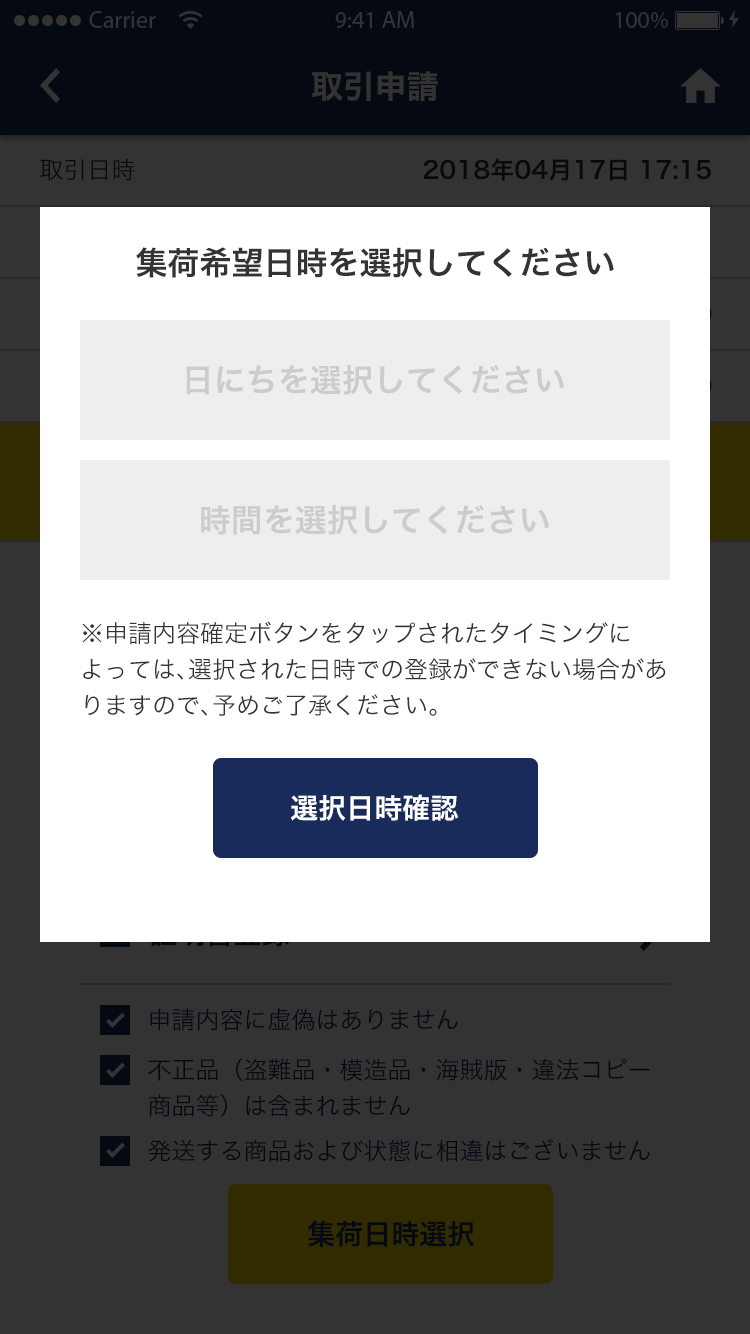 Carrier 9:41 AM 100%
取引申請
取引日時 2018年04月17日 17:15
集荷希望日時を選択してください
日にちを選択してください
時間を選択してください
※申請内容確定ボタンをタップされたタイミングに
よっては、選択された日時での登録ができない場合があ
りますので、予めご了承ください。
選択日時確認
申請内容に虚偽はありません
不正品（盗難品・模造品・海賊版・違法コピー
商品等）は含まれません
発送する商品および状態に相違はございません
集荷日時選択